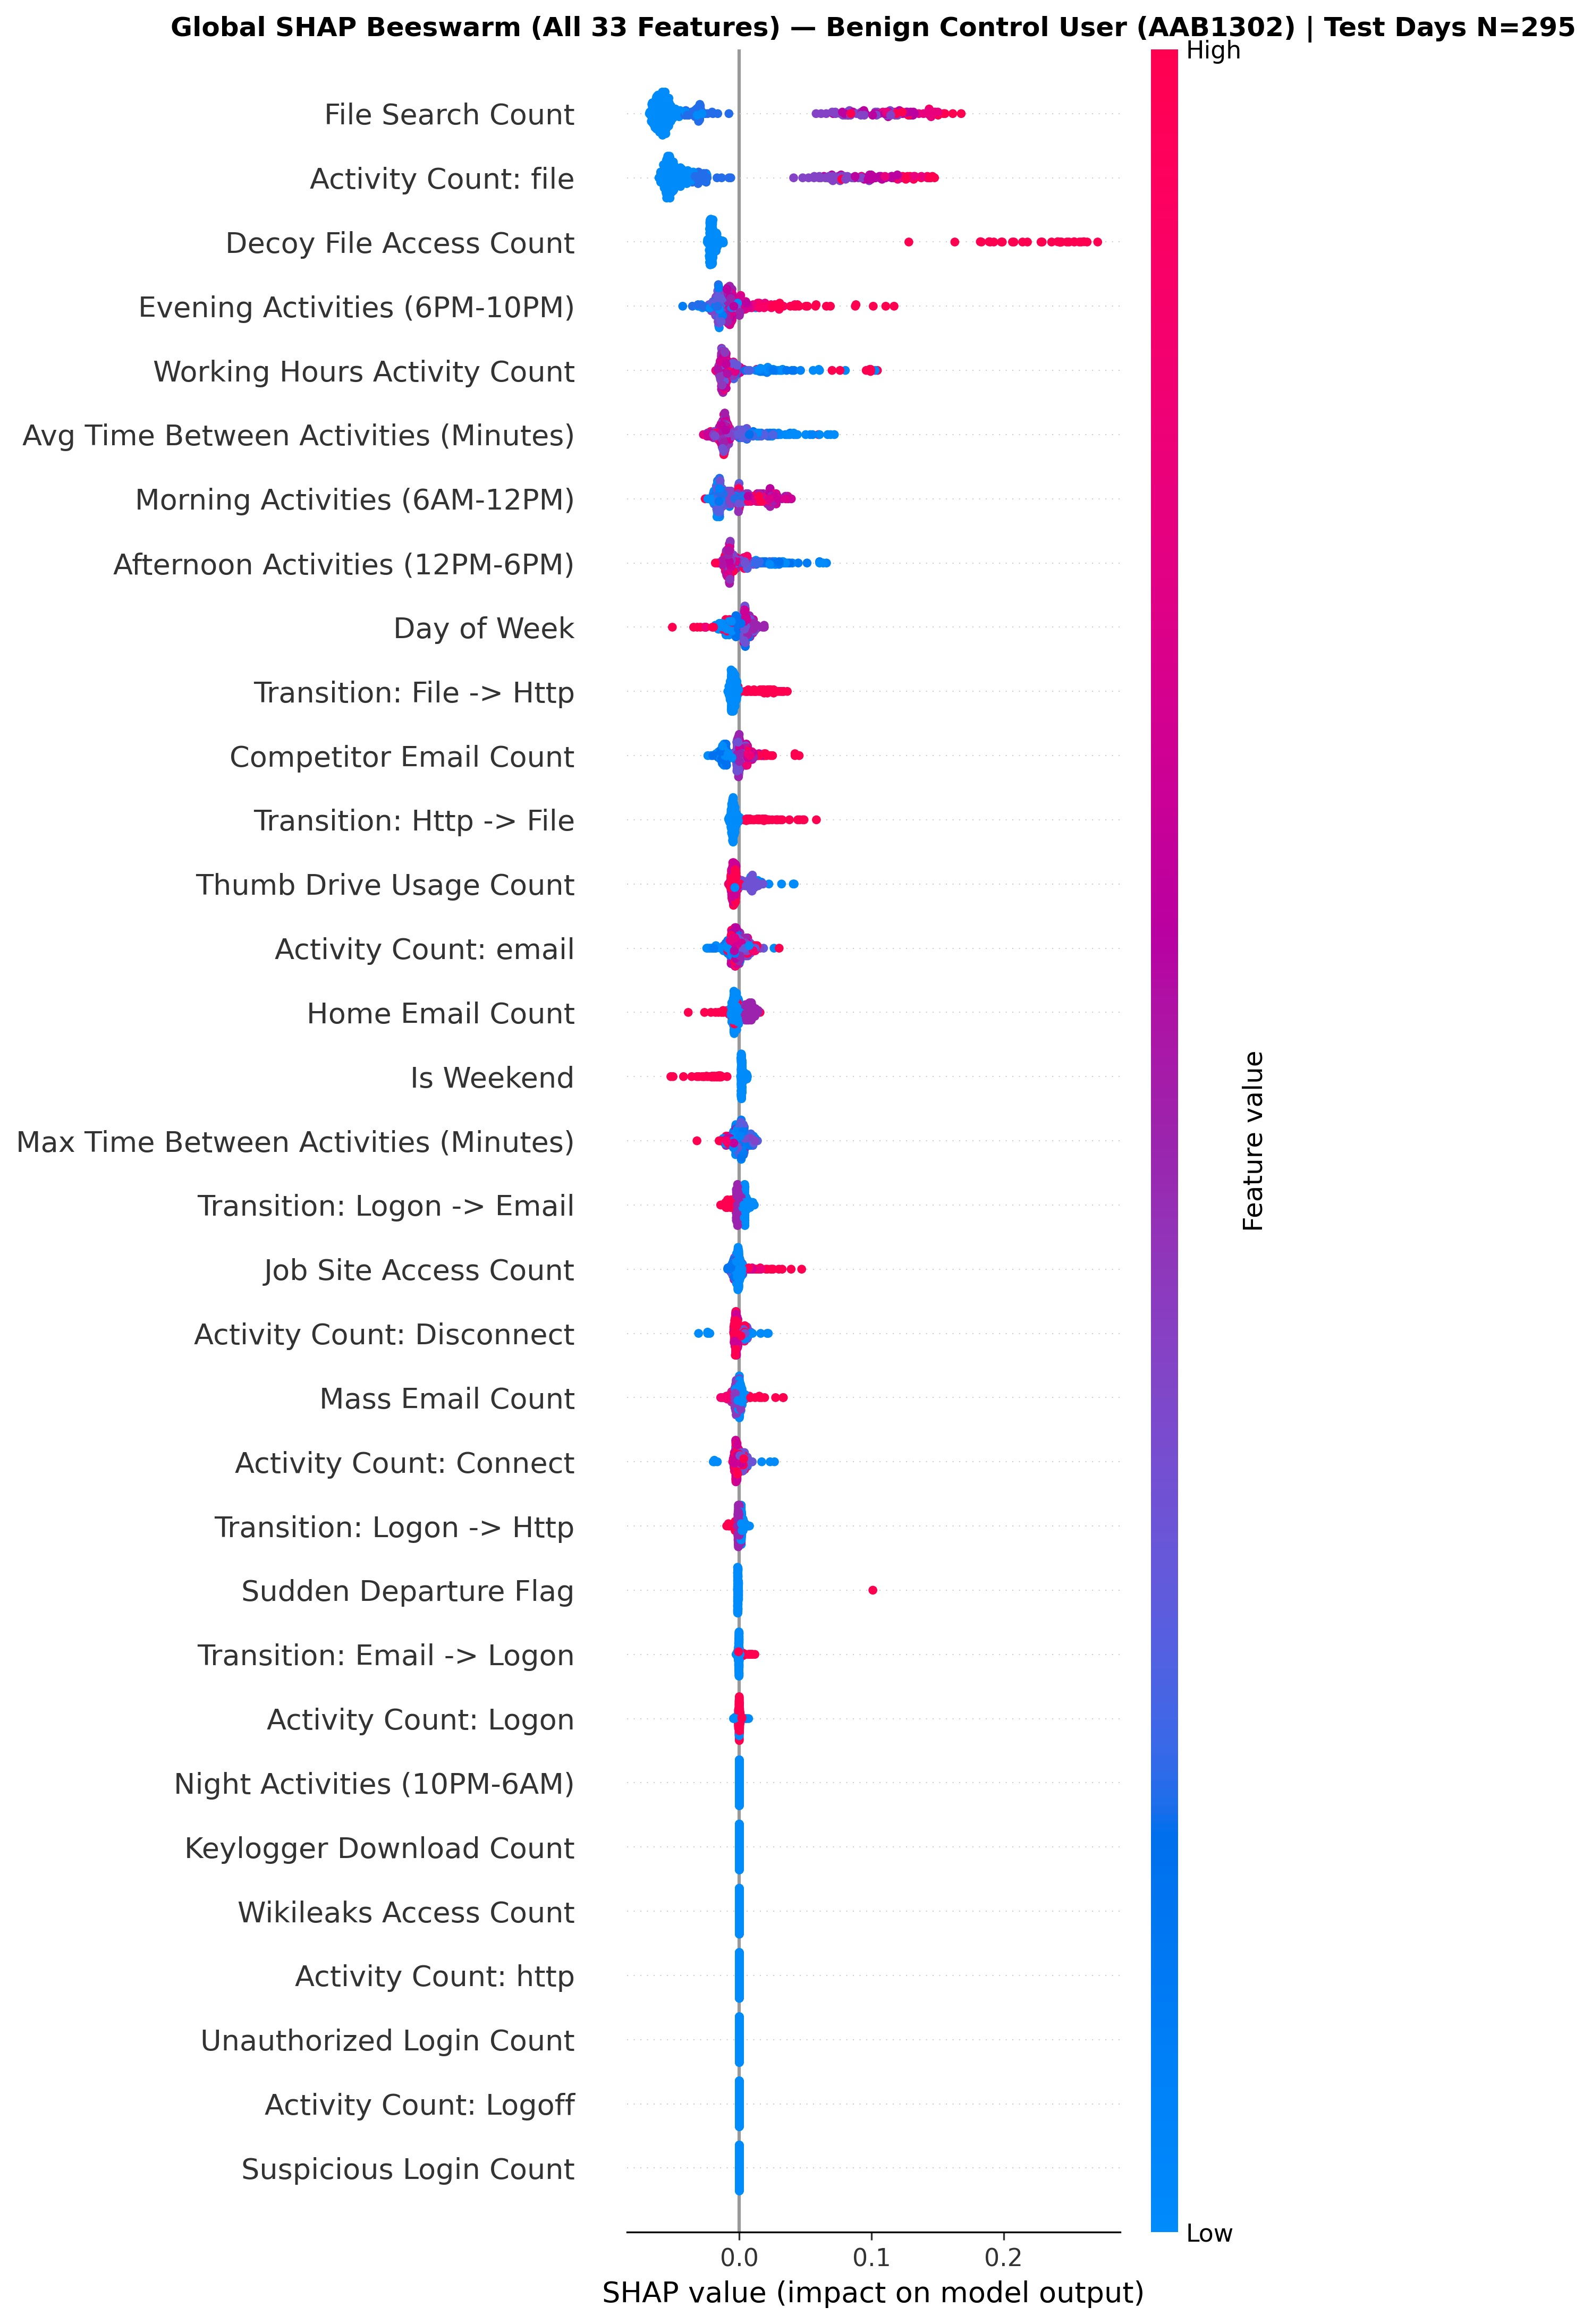 Global SHAP Beeswarm (All 33 Features) — Benign Control User (AAB1302) | Test Days N=295
High
File Search Count
Activity Count: file
Decoy File Access Count
Evening Activities (6PM-10PM)
Working Hours Activity Count
Avg Time Between Activities (Minutes)
Morning Activities (6AM-12PM)
Afternoon Activities (12PM-6PM)
Day of Week
Transition: File -> Http
Competitor Email Count
Transition: Http -> File
Thumb Drive Usage Count
Activity Count: email
Home Email Count
Is Weekend
Max Time Between Activities (Minutes)
Transition: Logon -> Email
Job Site Access Count
Activity Count: Disconnect
Mass Email Count
Activity Count: Connect
Transition: Logon -> Http
Sudden Departure Flag
Transition: Email -> Logon
Activity Count: Logon
Night Activities (10PM-6AM)
Keylogger Download Count
Wikileaks Access Count
Activity Count: http
Unauthorized Login Count
Activity Count: Logoff
Suspicious Login Count
Feature value
Low
0.0 0.1 0.2
SHAP value (impact on model output)